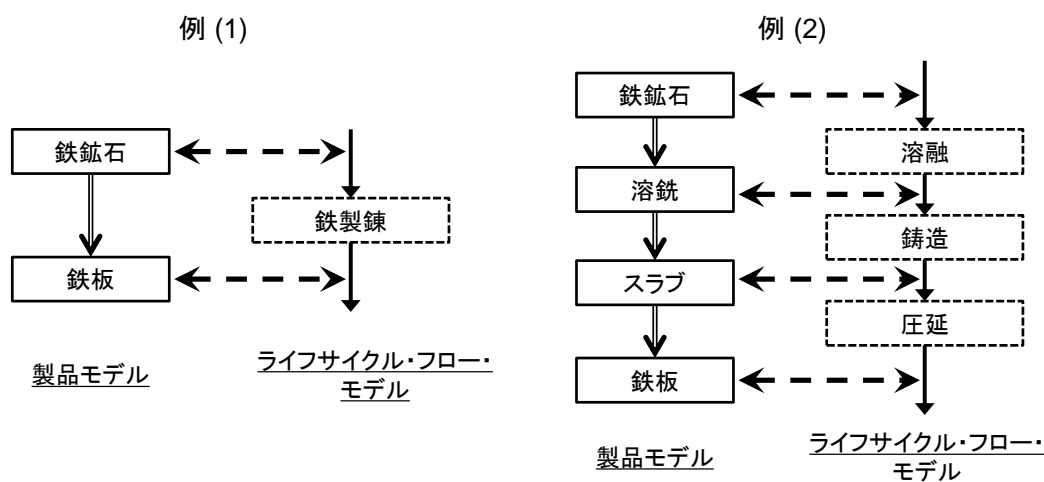 例 (1)
鉄鉱石
鉄製錬
鉄板
製品モデル
ライフサイクル・フロー・
モデル
例 (2)
鉄鉱石
溶融
溶銑
鋳造
スラブ
圧延
鉄板
製品モデル
ライフサイクル・フロー・
モデル